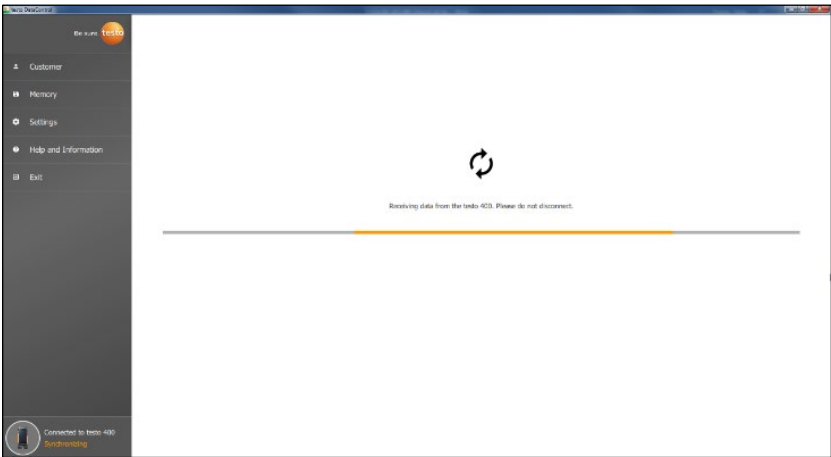 testo DataControl
Be sure. testo
Customer
Memory
Settings
Help and Information
Exit
Receiving data from the testo 400. Please do not disconnect.
Connected to testo 400
Synchronizing